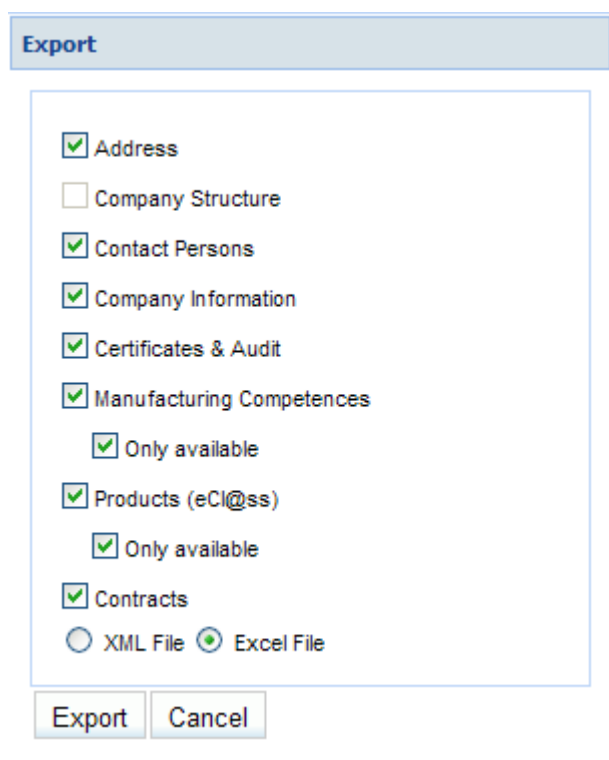 Export
Address
Company Structure
Contact Persons
Company Information
Certificates & Audit
Manufacturing Competences
Only available
Products (eCl@ss)
Only available
Contracts
XML File Excel File
Export Cancel